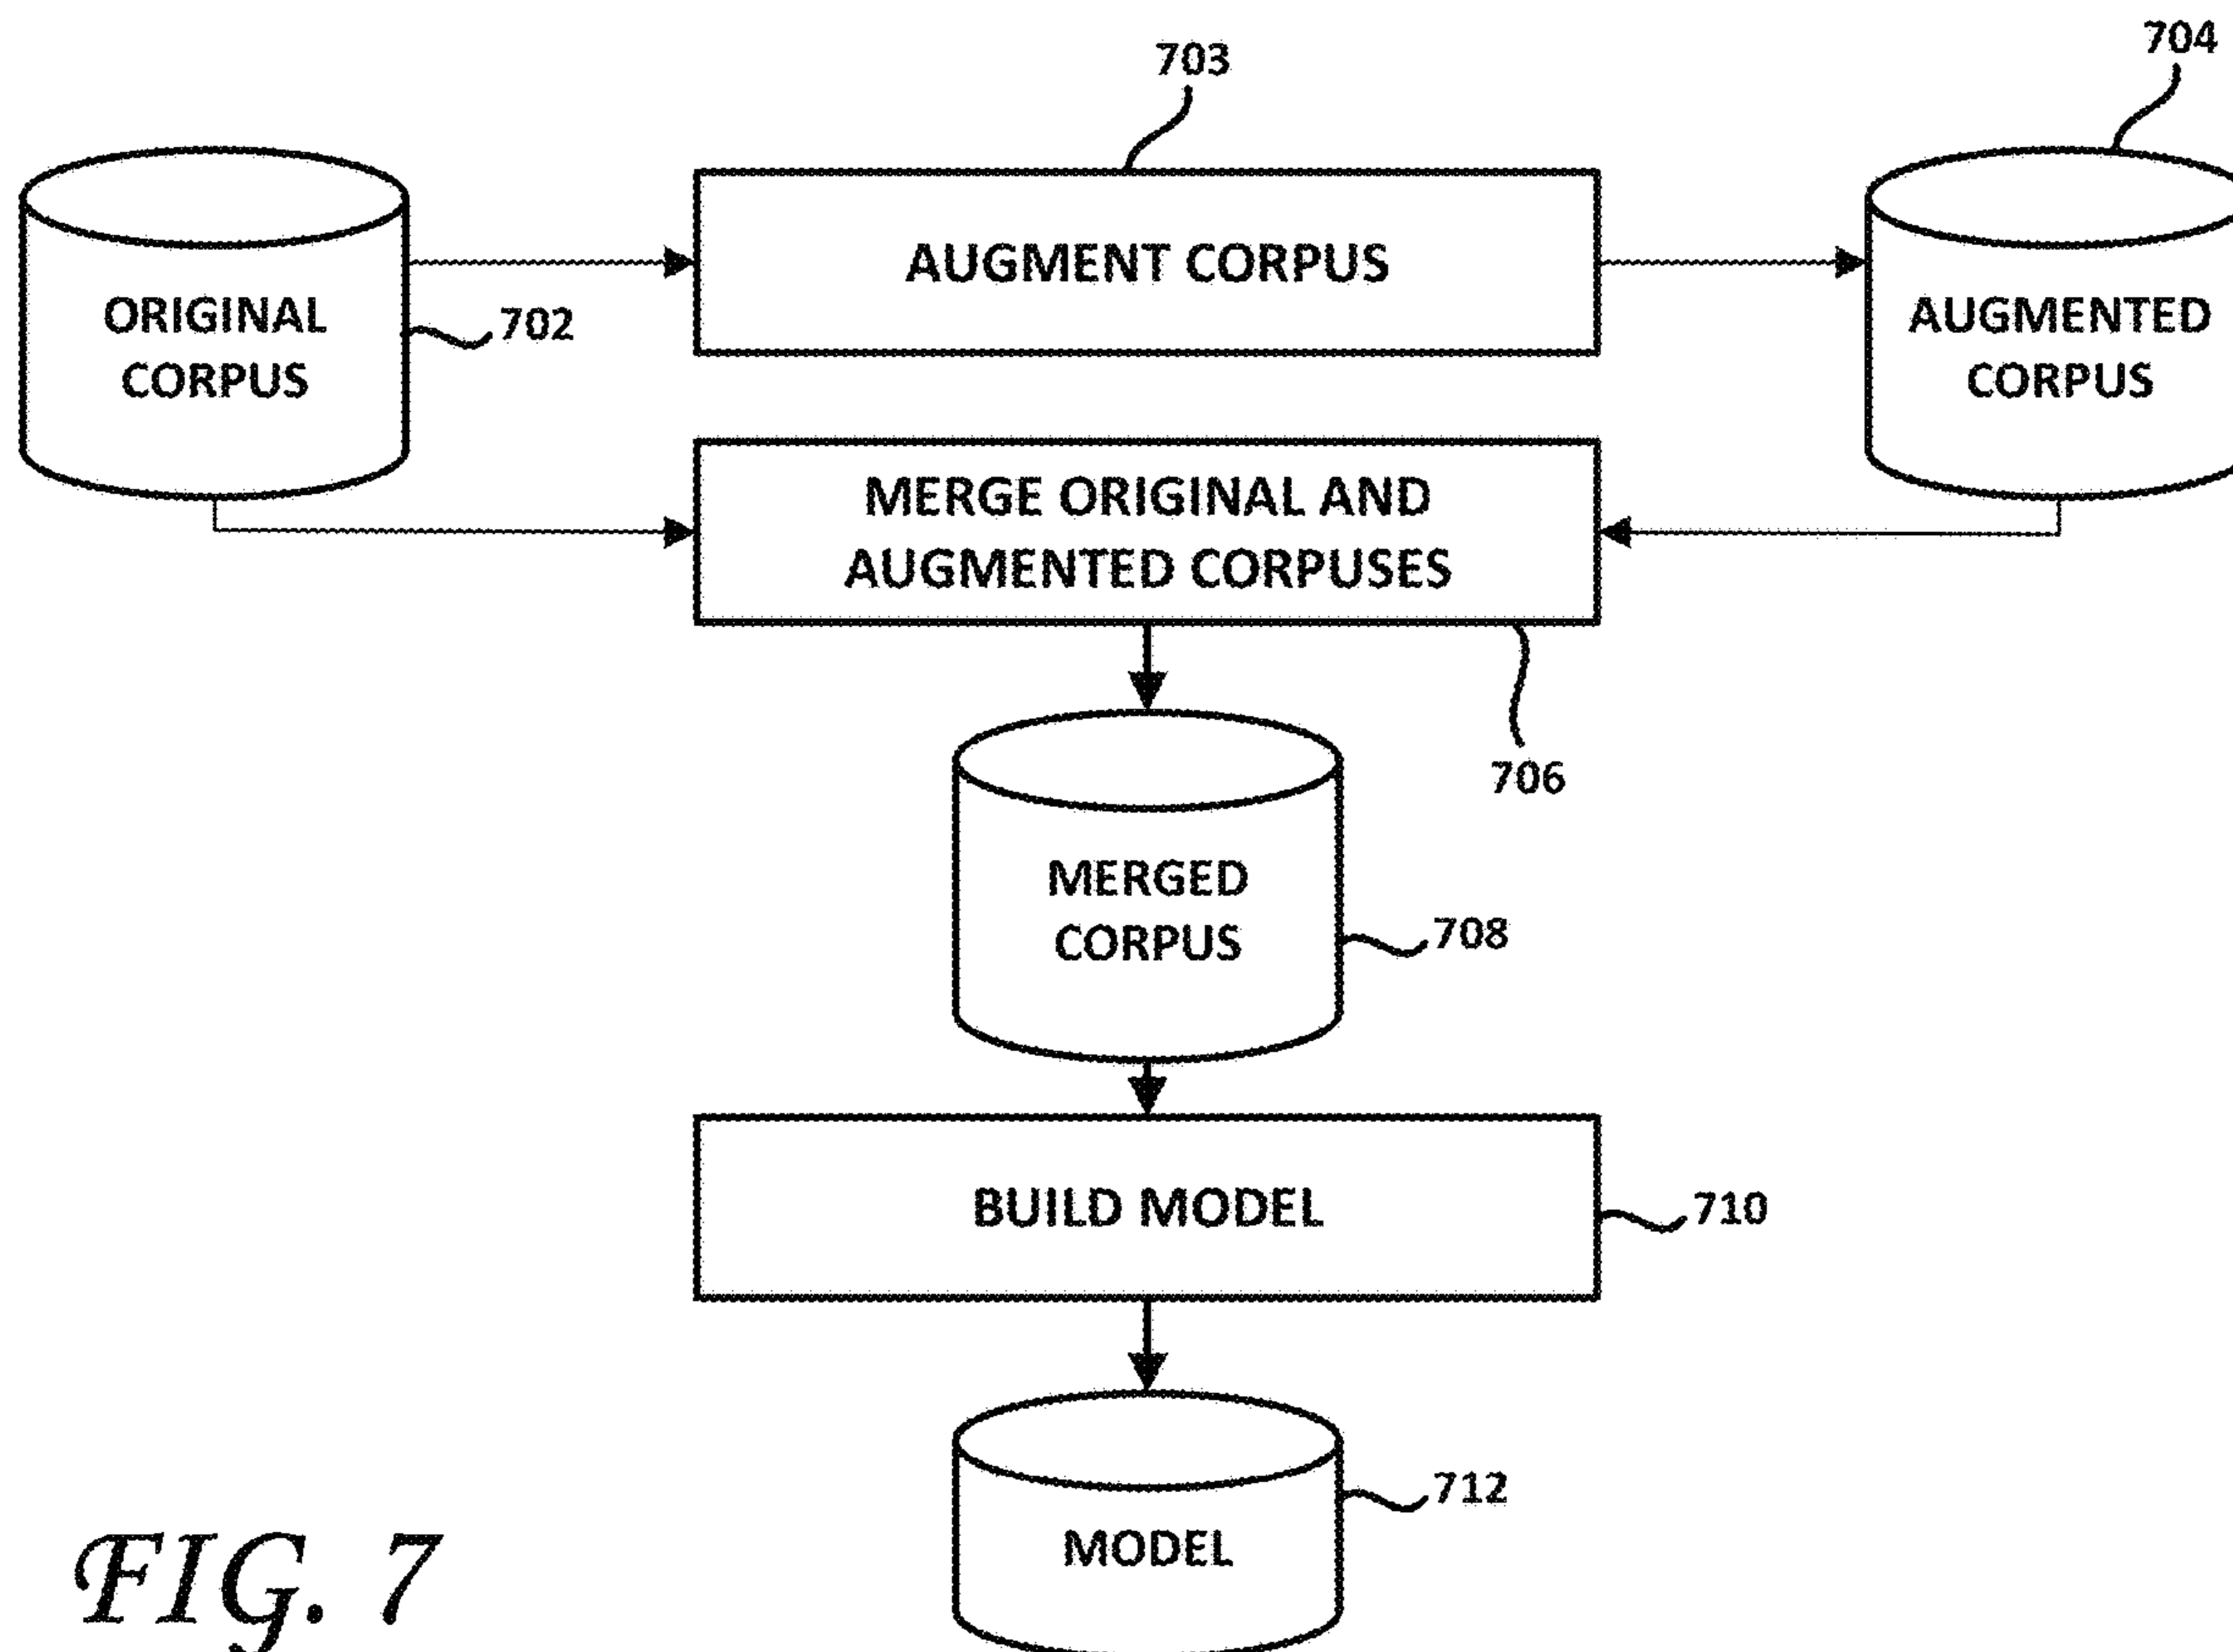 703
704
AUGMENT CORPUS
ORIGINAL
CORPUS
702
AUGMENTED
CORPUS
MERGE ORIGINAL AND
AUGMENTED CORPUSES
706
MERGED
CORPUS
708
BUILD MODEL
710
712
MODEL
FIG. 7